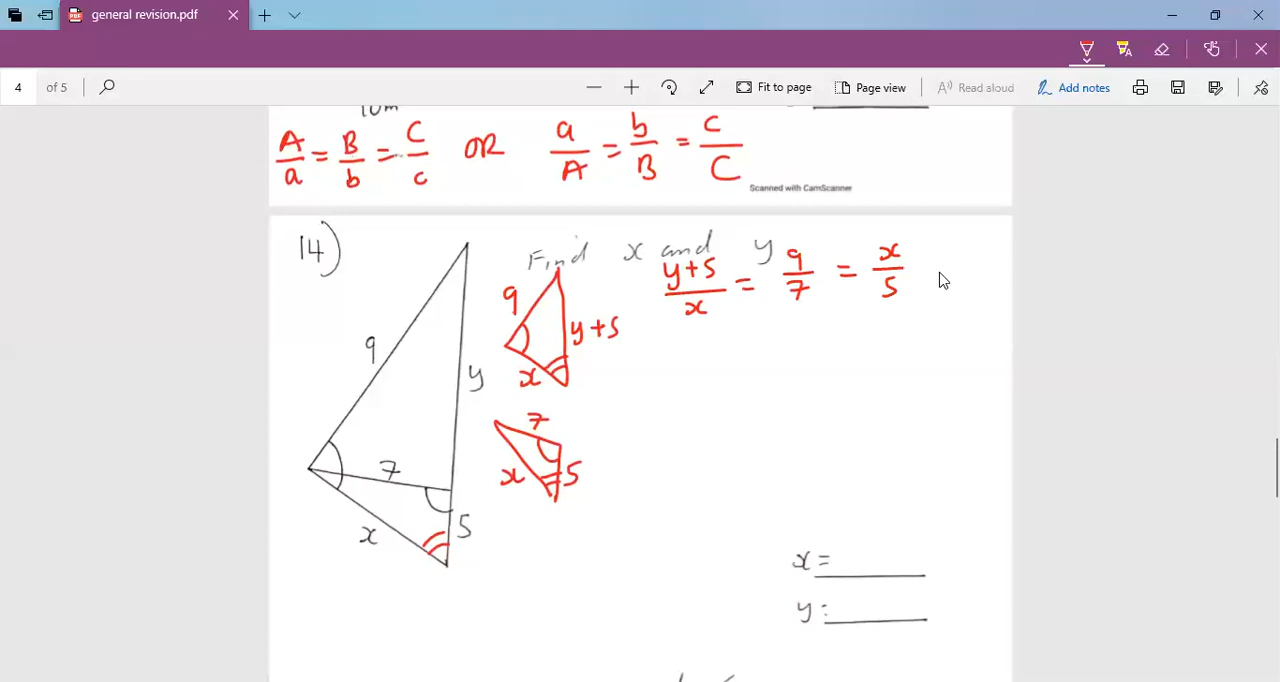 general revision.pdf
4 of 5
Fit to page
Page view
Read aloud
Add notes
10m
A/a = B/b = C/c OR a/A = b/B = c/C
Scanned with CamScanner
14) Find x and y
(y+5)/x = 9/7 = x/5
9
y
7
x
5
9
y+5
x
7
x
5
x=
y: